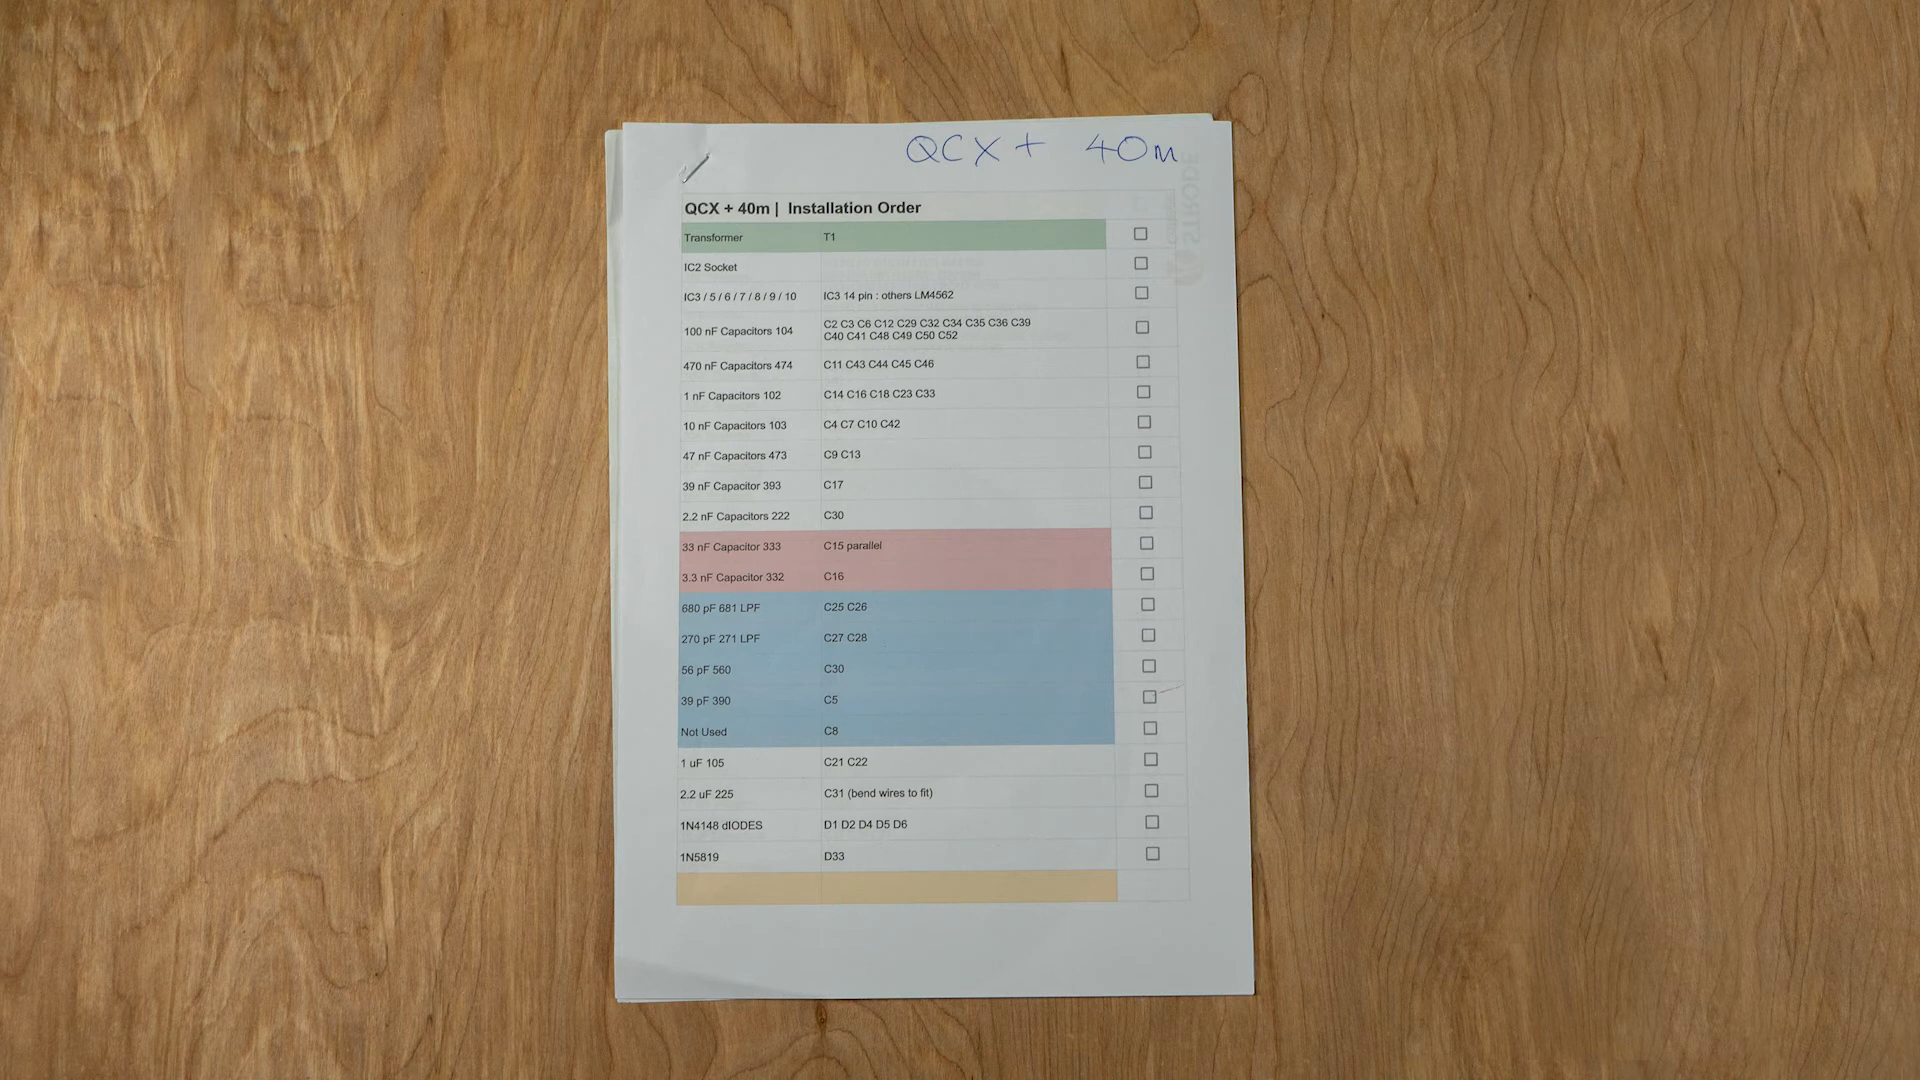 QCX + 40m
QCX + 40m | Installation Order
Transformer T1
IC2 Socket
IC3 / 5 / 6 / 7 / 8 / 9 / 10 IC3 14 pin : others LM4562
100 nF Capacitors 104 C2 C3 C6 C12 C29 C32 C34 C35 C36 C39
C40 C41 C48 C49 C50 C52
470 nF Capacitors 474 C11 C43 C44 C45 C46
1 nF Capacitors 102 C14 C16 C18 C23 C33
10 nF Capacitors 103 C4 C7 C10 C42
47 nF Capacitors 473 C9 C13
39 nF Capacitor 393 C17
2.2 nF Capacitors 222 C30
33 nF Capacitor 333 C15 parallel
3.3 nF Capacitor 332 C16
680 pF 681 LPF C25 C26
270 pF 271 LPF C27 C28
56 pF 560 C30
39 pF 390 C5
Not Used C8
1 uF 105 C21 C22
2.2 uF 225 C31 (bend wires to fit)
1N4148 dIODES D1 D2 D4 D5 D6
1N5819 D33